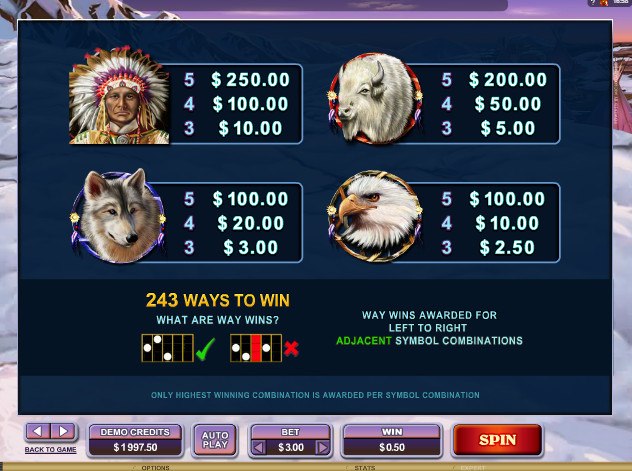 5 $250.00
4 $100.00
3 $10.00
5 $200.00
4 $50.00
3 $5.00
5 $100.00
4 $20.00
3 $3.00
5 $100.00
4 $10.00
3 $2.50
243 WAYS TO WIN
WHAT ARE WAY WINS?
WAY WINS AWARDED FOR
LEFT TO RIGHT
ADJACENT SYMBOL COMBINATIONS
ONLY HIGHEST WINNING COMBINATION IS AWARDED PER SYMBOL COMBINATION
BACK TO GAME
DEMO CREDITS
$1997.50
AUTO
PLAY
BET
$3.00
WIN
$0.50
SPIN
OPTIONS
STATS
EXPERT